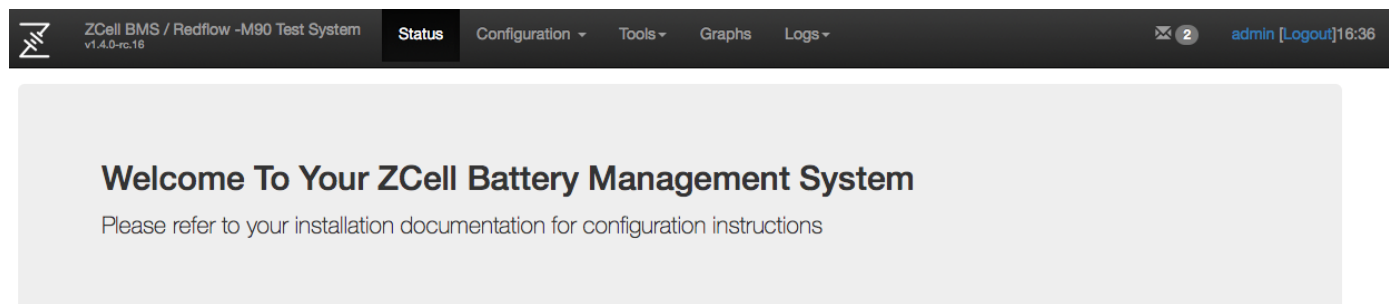 ZCell BMS / Redflow -M90 Test System
v1.4.0-rc.16
Status Configuration Tools Graphs Logs 2 admin [Logout]16:36
Welcome To Your ZCell Battery Management System
Please refer to your installation documentation for configuration instructions